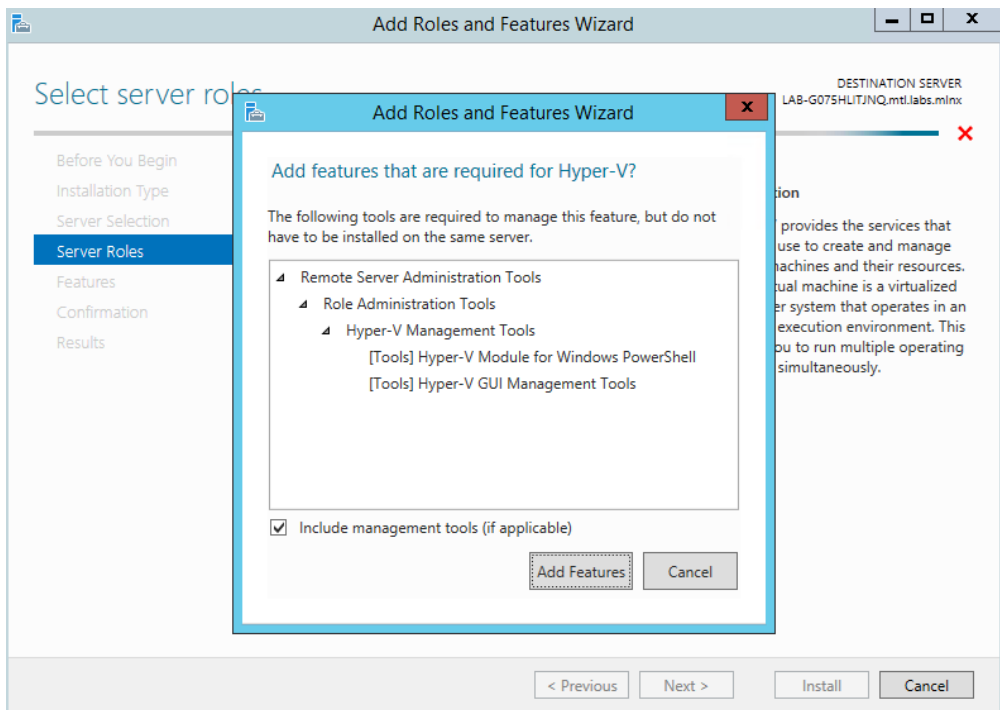 Add Roles and Features Wizard
Select server roles
DESTINATION SERVER
LAB-G075HLITJNQ.mtl.labs.mlnx
Before You Begin
Installation Type
Server Selection
Server Roles
Features
Confirmation
Results
Add Roles and Features Wizard
Add features that are required for Hyper-V?
The following tools are required to manage this feature, but do not
have to be installed on the same server.
Remote Server Administration Tools
Role Administration Tools
Hyper-V Management Tools
[Tools] Hyper-V Module for Windows PowerShell
[Tools] Hyper-V GUI Management Tools
Include management tools (if applicable)
Add Features
Cancel
provides the services that
use to create and manage
and their resources.
machine is a virtualized
system that operates in an
execution environment. This
to run multiple operating
simultaneously.
< Previous
Next >
Install
Cancel